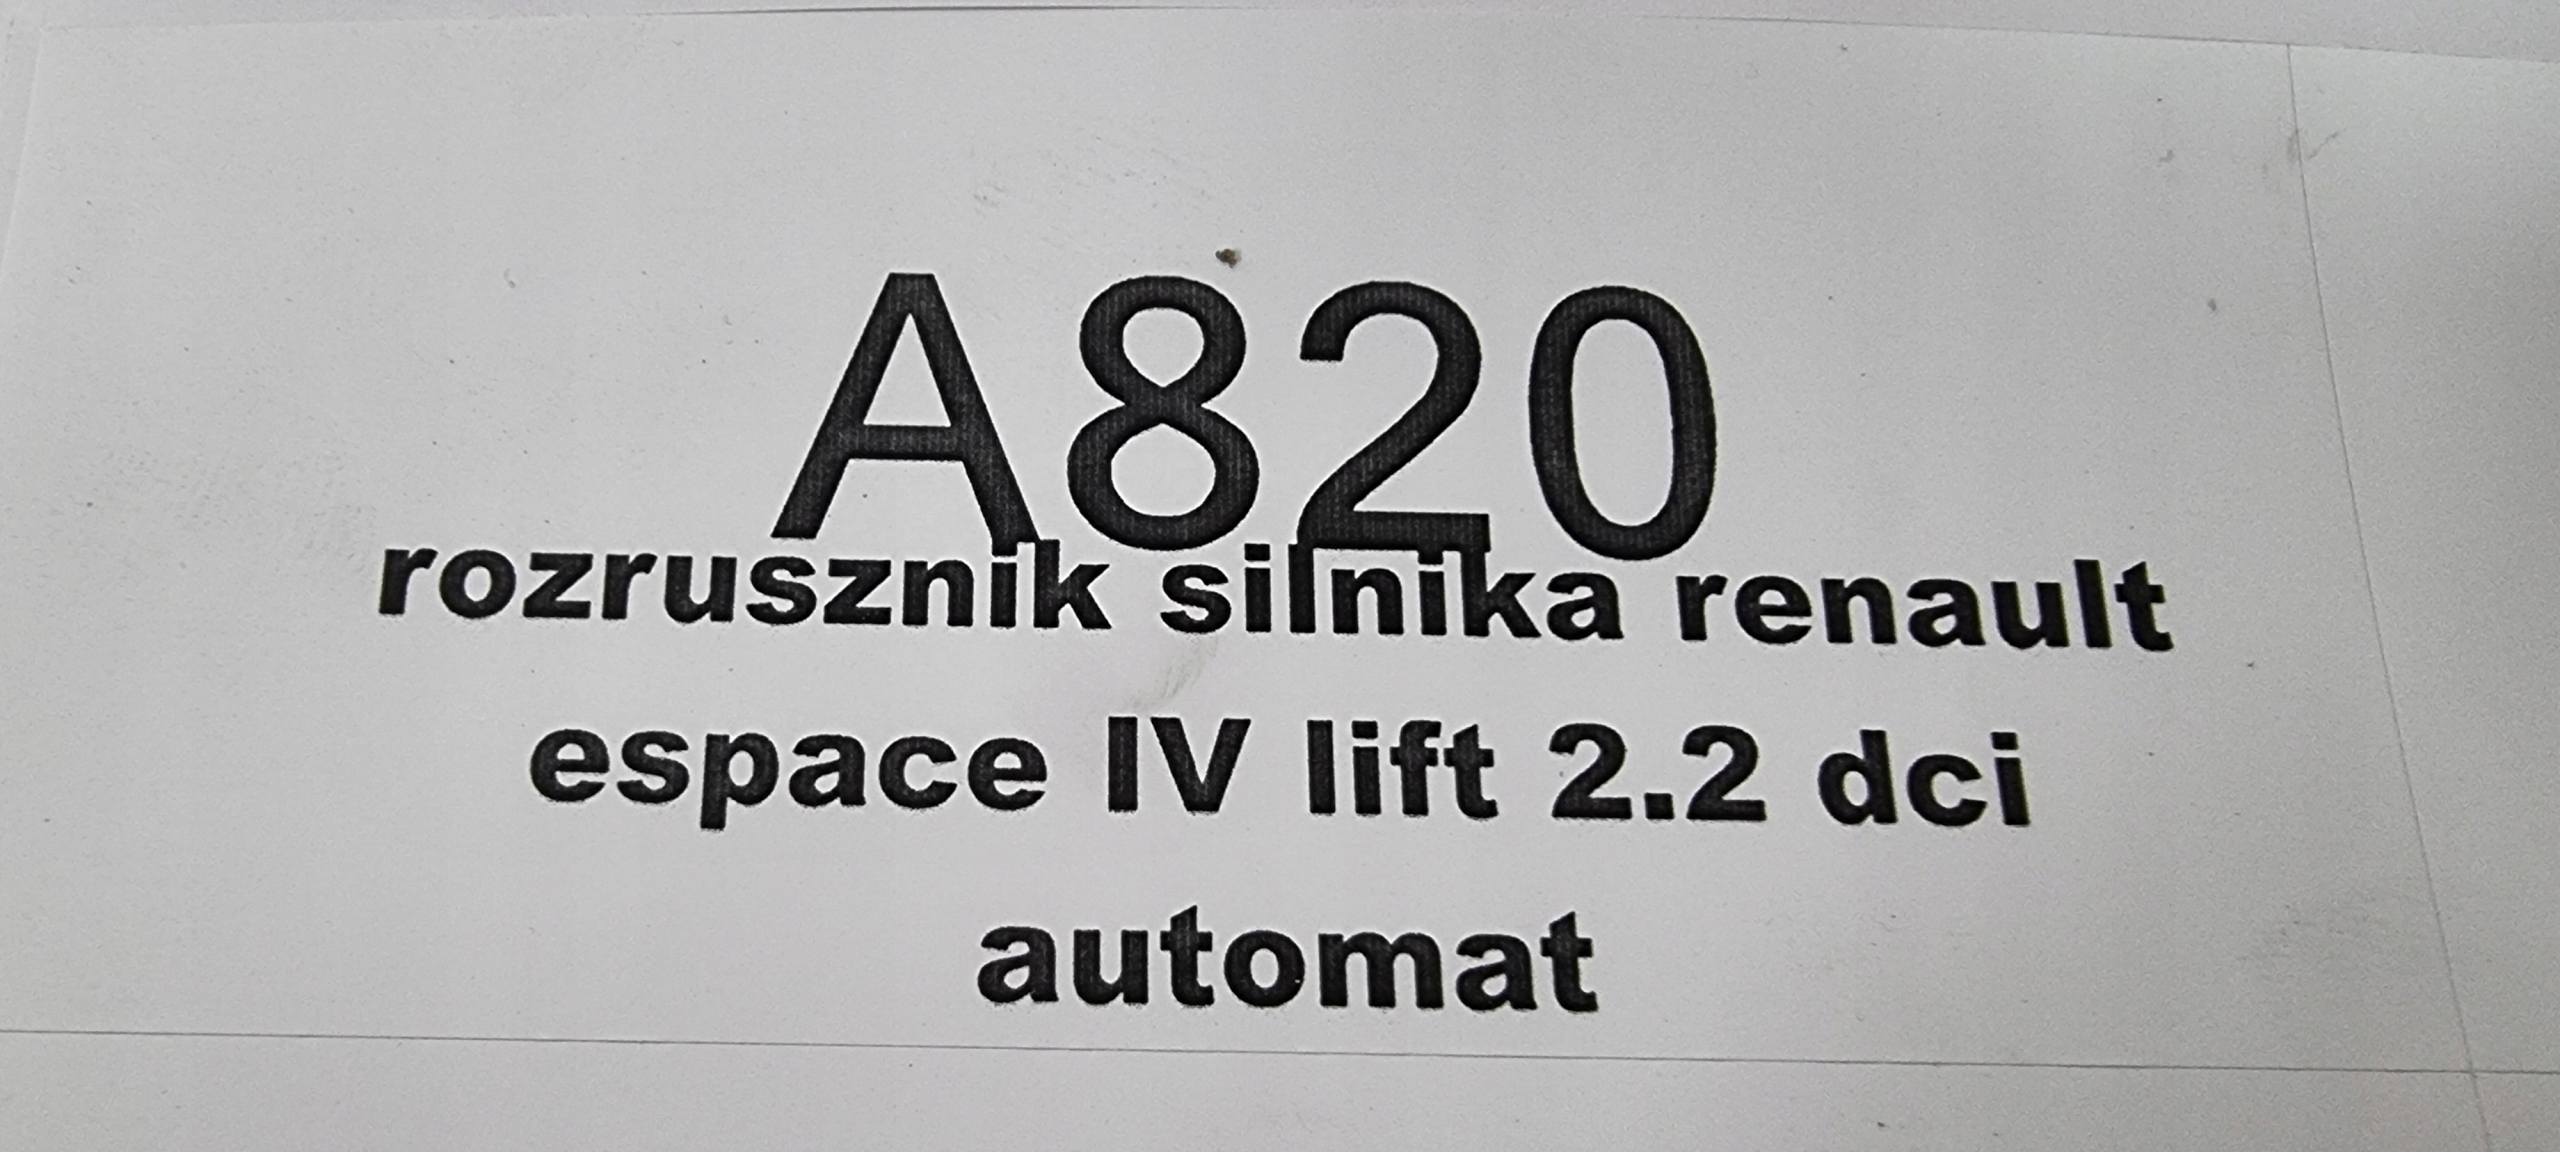 A820
rozrusznik silnika renault
espace IV lift 2.2 dci
automat